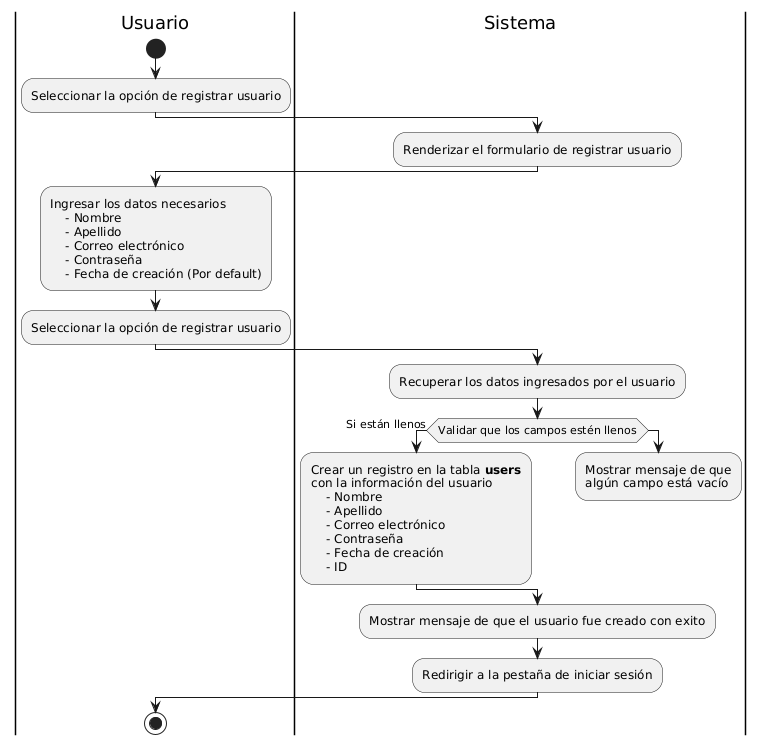 Usuario
Sistema
Seleccionar la opción de registrar usuario
Renderizar el formulario de registrar usuario
Ingresar los datos necesarios
- Nombre
- Apellido
- Correo electrónico
- Contraseña
- Fecha de creación (Por default)
Seleccionar la opción de registrar usuario
Recuperar los datos ingresados por el usuario
Si están llenos
Validar que los campos estén llenos
Crear un registro en la tabla users
con la información del usuario
- Nombre
- Apellido
- Correo electrónico
- Contraseña
- Fecha de creación
- ID
Mostrar mensaje de que
algún campo está vacío
Mostrar mensaje de que el usuario fue creado con exito
Redirigir a la pestaña de iniciar sesión